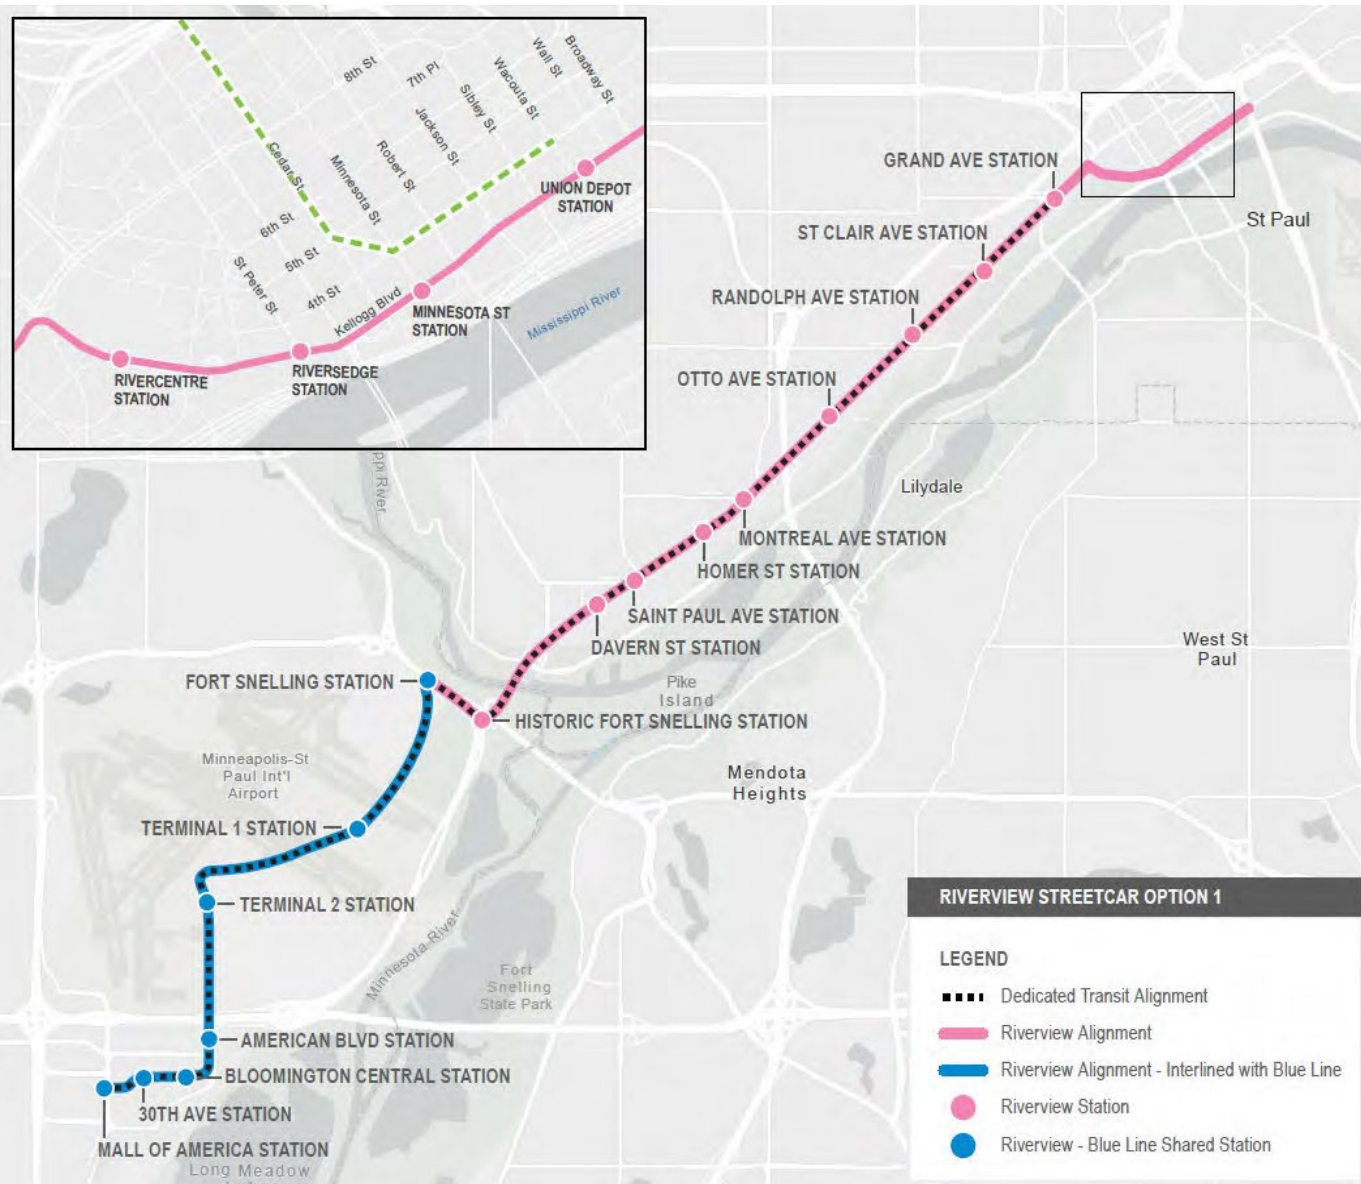 8th St
7th Pl
Wall St
Broadway St
Wacouta St
Sibley St
Jackson St
Robert St
Minnesota St
Cedar St
6th St
5th St
4th St
St Peter St
Kellogg Blvd
Mississippi River
UNION DEPOT
STATION
MINNESOTA ST
STATION
RIVERSEDGE
STATION
RIVERCENTRE
STATION
GRAND AVE STATION
St Paul
ST CLAIR AVE STATION
RANDOLPH AVE STATION
OTTO AVE STATION
ppi River
Lilydale
MONTREAL AVE STATION
HOMER ST STATION
SAINT PAUL AVE STATION
DAVERN ST STATION
West St
Paul
FORT SNELLING STATION
Pike
Island
HISTORIC FORT SNELLING STATION
Minneapolis-St
Paul Int'l
Airport
Mendota
Heights
TERMINAL 1 STATION
TERMINAL 2 STATION
Minnesota River
Fort
Snelling
State Park
AMERICAN BLVD STATION
BLOOMINGTON CENTRAL STATION
30TH AVE STATION
MALL OF AMERICA STATION
Long Meadow
RIVERVIEW STREETCAR OPTION 1
LEGEND
Dedicated Transit Alignment
Riverview Alignment
Riverview Alignment - Interlined with Blue Line
Riverview Station
Riverview - Blue Line Shared Station